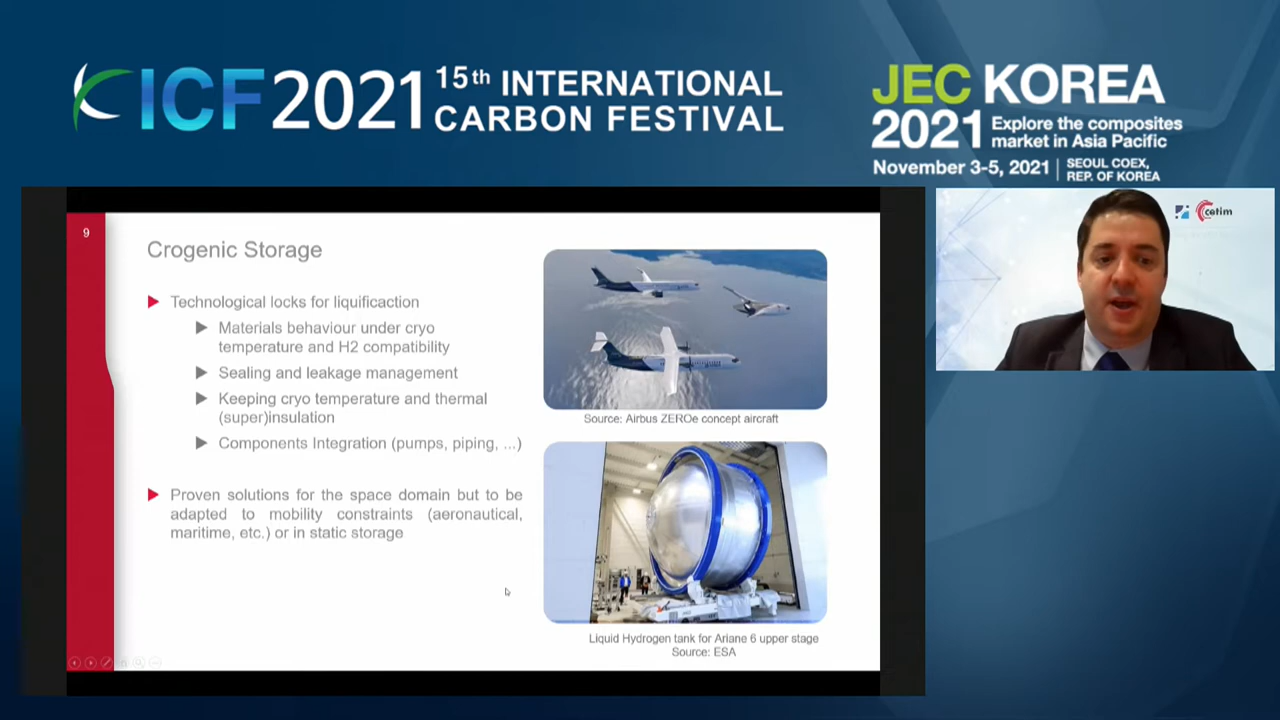 ICF 2021 15th INTERNATIONAL
CARBON FESTIVAL
JEC KOREA
2021 Explore the composites
market in Asia Pacific
November 3-5, 2021 | SEOUL COEX,
REP. OF KOREA
cetim
9
Crogenic Storage
Technological locks for liquificaction
Materials behaviour under cryo
temperature and H2 compatibility
Sealing and leakage management
Keeping cryo temperature and thermal
(super)insulation
Components Integration (pumps, piping, ...)
Proven solutions for the space domain but to be
adapted to mobility constraints (aeronautical,
maritime, etc.) or in static storage
Source: Airbus ZEROe concept aircraft
Liquid Hydrogen tank for Ariane 6 upper stage
Source: ESA